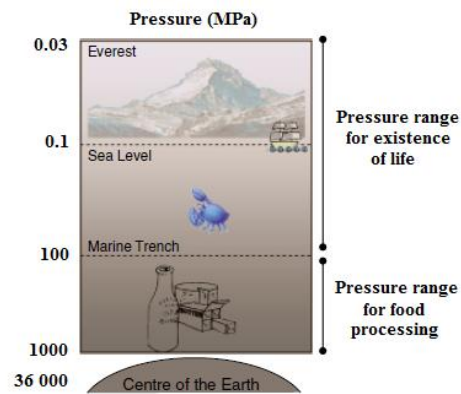 Pressure (MPa)
0.03
Everest
Pressure range
for existence
of life
0.1
Sea Level
Marine Trench
100
Pressure range
for food
processing
1000
36 000
Centre of the Earth